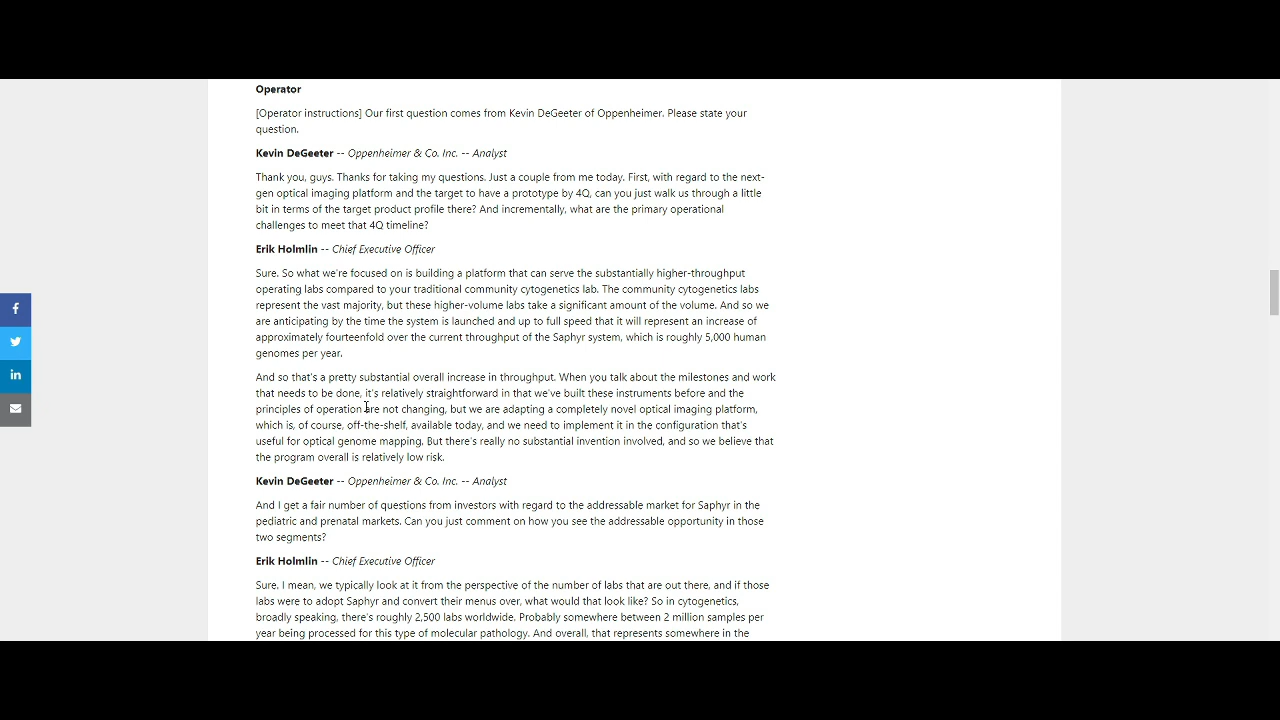 Operator
[Operator instructions] Our first question comes from Kevin DeGeeter of Oppenheimer. Please state your
question.
Kevin DeGeeter -- Oppenheimer & Co. Inc. -- Analyst
Thank you, guys. Thanks for taking my questions. Just a couple from me today. First, with regard to the next-
gen optical imaging platform and the target to have a prototype by 4Q, can you just walk us through a little
bit in terms of the target product profile there? And incrementally, what are the primary operational
challenges to meet that 4Q timeline?
Erik Holmlin -- Chief Executive Officer
Sure. So what we're focused on is building a platform that can serve the substantially higher-throughput
operating labs compared to your traditional community cytogenetics lab. The community cytogenetics labs
represent the vast majority, but these higher-volume labs take a significant amount of the volume. And so we
are anticipating by the time the system is launched and up to full speed that it will represent an increase of
approximately fourteenfold over the current throughput of the Saphyr system, which is roughly 5,000 human
genomes per year.
And so that's a pretty substantial overall increase in throughput. When you talk about the milestones and work
that needs to be done, it's relatively straightforward in that we've built these instruments before and the
principles of operation are not changing, but we are adapting a completely novel optical imaging platform,
which is, of course, off-the-shelf, available today, and we need to implement it in the configuration that's
useful for optical genome mapping. But there's really no substantial invention involved, and so we believe that
the program overall is relatively low risk.
Kevin DeGeeter -- Oppenheimer & Co. Inc. -- Analyst
And I get a fair number of questions from investors with regard to the addressable market for Saphyr in the
pediatric and prenatal markets. Can you just comment on how you see the addressable opportunity in those
two segments?
Erik Holmlin -- Chief Executive Officer
Sure. I mean, we typically look at it from the perspective of the number of labs that are out there, and if those
labs were to adopt Saphyr and convert their menus over, what would that look like? So in cytogenetics,
broadly speaking, there's roughly 2,500 labs worldwide. Probably somewhere between 2 million samples per
year being processed for this type of molecular pathology. And overall, that represents somewhere in the